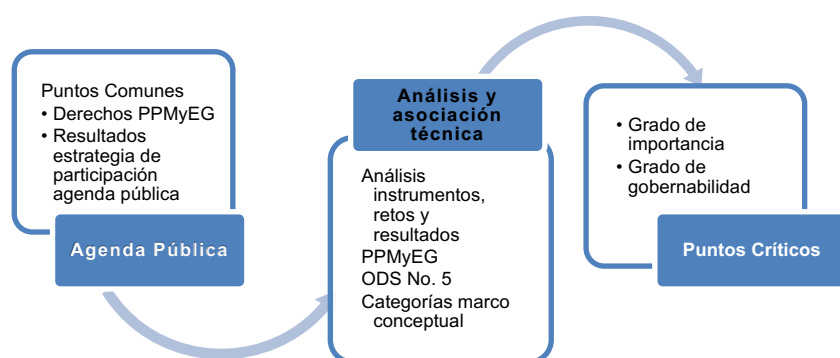 Puntos Comunes
• Derechos PPMyEG
• Resultados
estrategia de
participación
agenda pública
Agenda Pública
Análisis y
asociación
técnica
Análisis
instrumentos,
retos y
resultados
PPMyEG
ODS No. 5
Categorías marco
conceptual
• Grado de
importancia
• Grado de
gobernabilidad
Puntos Críticos